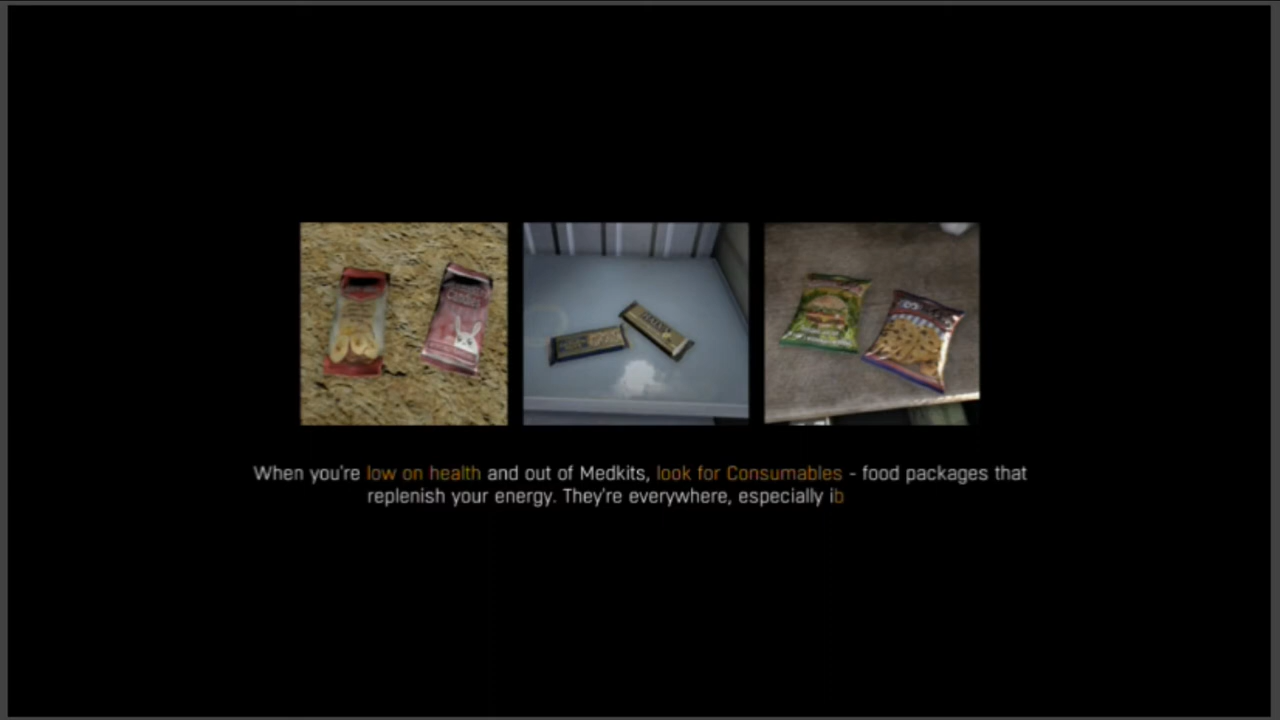 When you're low on health and out of Medkits, look for Consumables - food packages that
replenish your energy. They're everywhere, especially ib